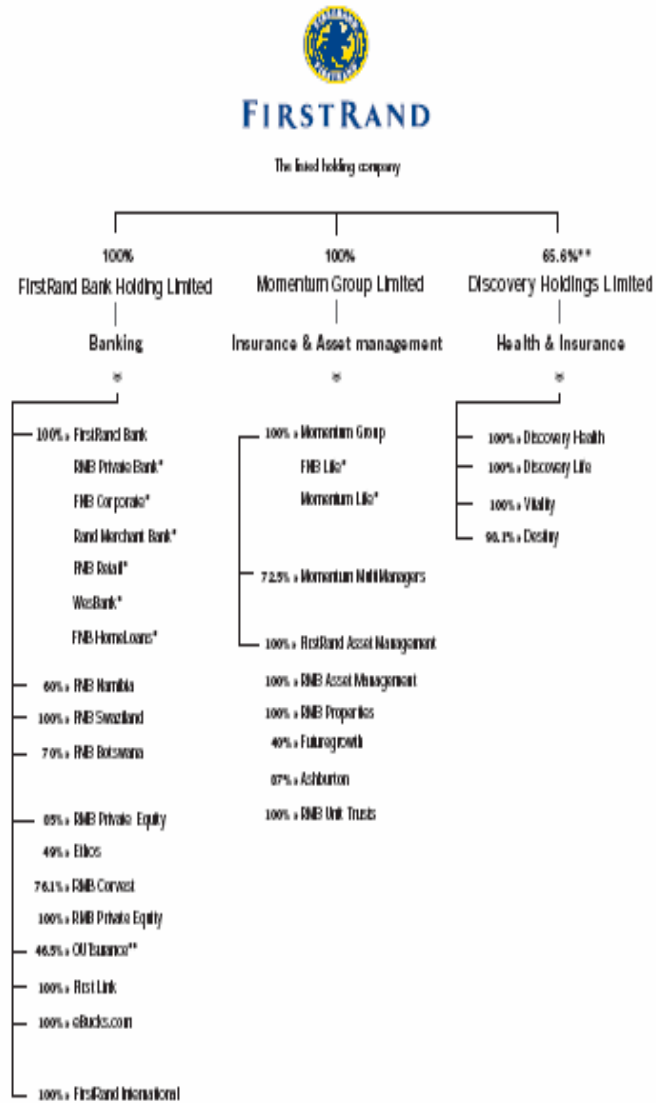 FIRSTRAND
The listed holding company
100%
FirstRand Bank Holding Limited
Banking
100%
Momentum Group Limited
Insurance & Asset management
65.6%**
Discovery Holdings Limited
Health & Insurance
100% FirstRand Bank
RMB Private Bank*
FNB Corporate*
Rand Merchant Bank*
FNB Retail*
WesBank*
FNB HomeLoans*
60% FNB Namibia
100% FNB Swaziland
70% FNB Botswana
RMB Private Equity
49% Ethos
76.1% RMB Corvest
100% RMB Private Equity
46.5% OUTsurance**
100% First Link
100% eBucks.com
100% FirstRand International
100% Momentum Group
FNB Life*
Momentum Life*
72.5% Momentum MultiManagers
100% FirstRand Asset Management
100% RMB Asset Management
100% RMB Properties
40% Futuregrowth
Ashburton
100% RMB Unit Trusts
100% Discovery Health
100% Discovery Life
100% Vitality
Destiny